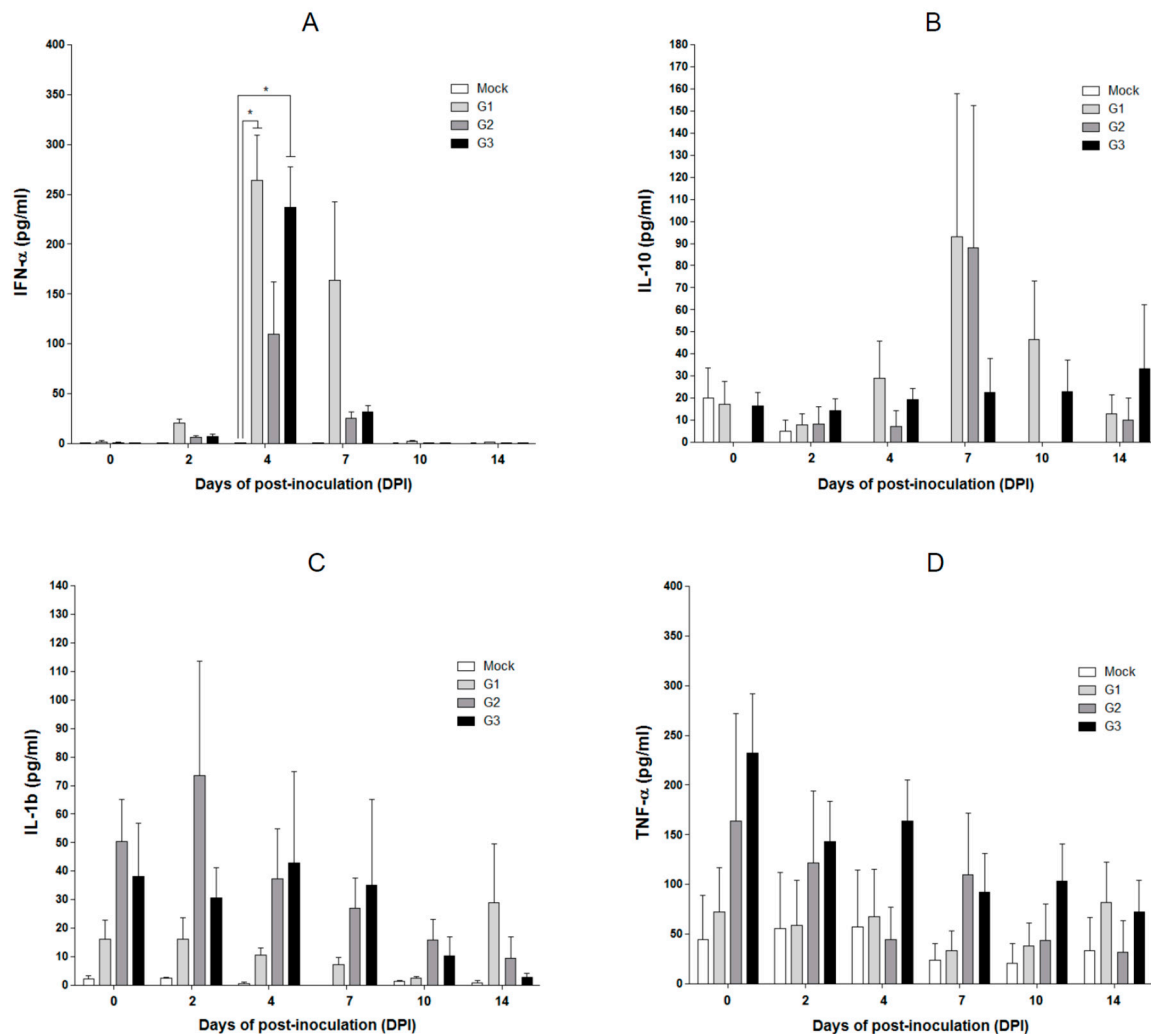 A
IFN-α (pg/ml)
400
350
300
250
200
150
100
50
0
*
*
Mock
G1
G2
G3
0 2 4 7 10 14
Days of post-inoculation (DPI)
B
IL-10 (pg/ml)
180
170
160
150
140
130
120
110
100
90
80
70
60
50
40
30
20
10
0
Mock
G1
G2
G3
0 2 4 7 10 14
Days of post-inoculation (DPI)
C
IL-1b (pg/ml)
140
130
120
110
100
90
80
70
60
50
40
30
20
10
0
Mock
G1
G2
G3
0 2 4 7 10 14
Days of post-inoculation (DPI)
D
TNF-α (pg/ml)
400
350
300
250
200
150
100
50
0
Mock
G1
G2
G3
0 2 4 7 10 14
Days of post-inoculation (DPI)